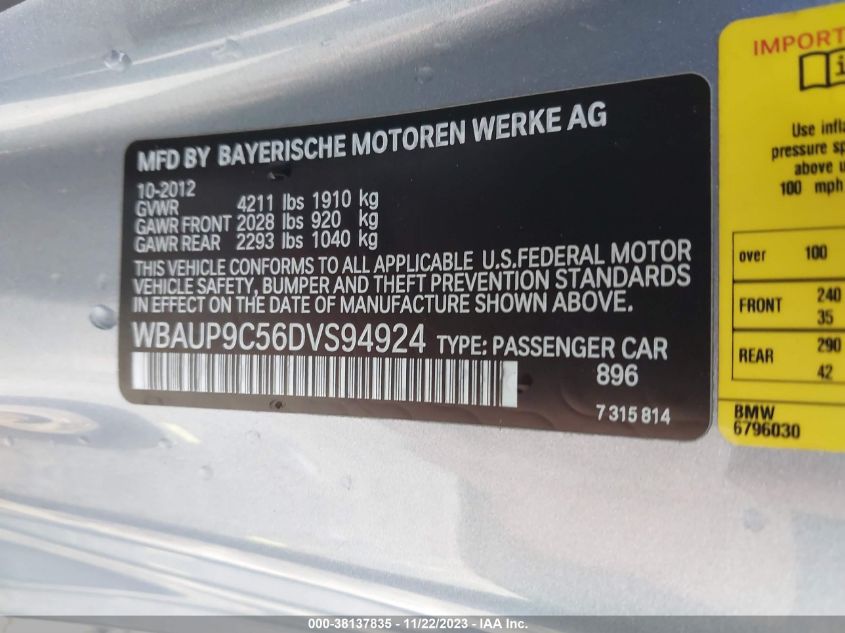 MFD BY BAYERISCHE MOTOREN WERKE AG
10-2012
GVWR 4211 lbs 1910 kg
GAWR FRONT 2028 lbs 920 kg
GAWR REAR 2293 lbs 1040 kg
THIS VEHICLE CONFORMS TO ALL APPLICABLE U.S.FEDERAL MOTOR
VEHICLE SAFETY, BUMPER AND THEFT PREVENTION STANDARDS
IN EFFECT ON THE DATE OF MANUFACTURE SHOWN ABOVE.
WBAUP9C56DVS94924 TYPE: PASSENGER CAR
896
7 315 814
IMPORT
i
Use infl
pressure sp
above u
100 mph
over 100
FRONT 240
35
REAR 290
42
BMW
6796030
000-38137835 - 11/22/2023 - IAA Inc.